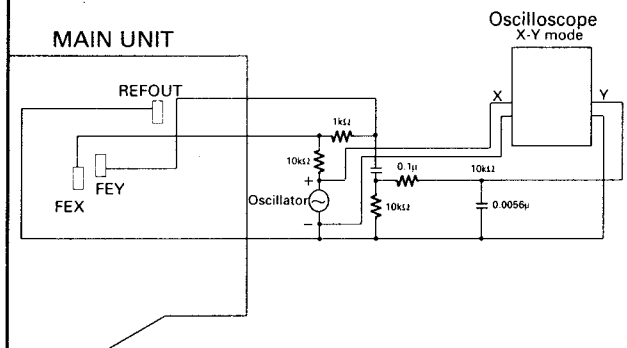 Oscilloscope
X-Y mode
MAIN UNIT
REFOUT
X
Y
1kΩ
10kΩ
0.1μ
10kΩ
FEY
FEX
+
Oscillator
10kΩ
0.0056μ
−